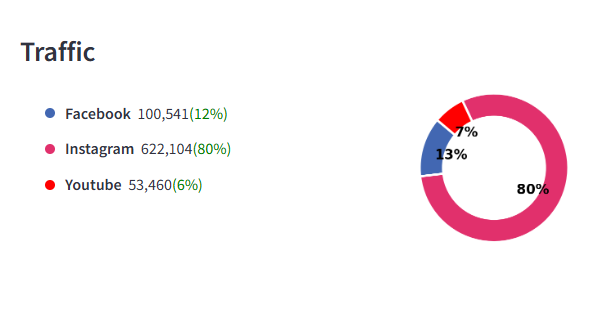 Traffic
Facebook 100,541(12%)
Instagram 622,104(80%)
Youtube 53,460(6%)
7%
13%
80%